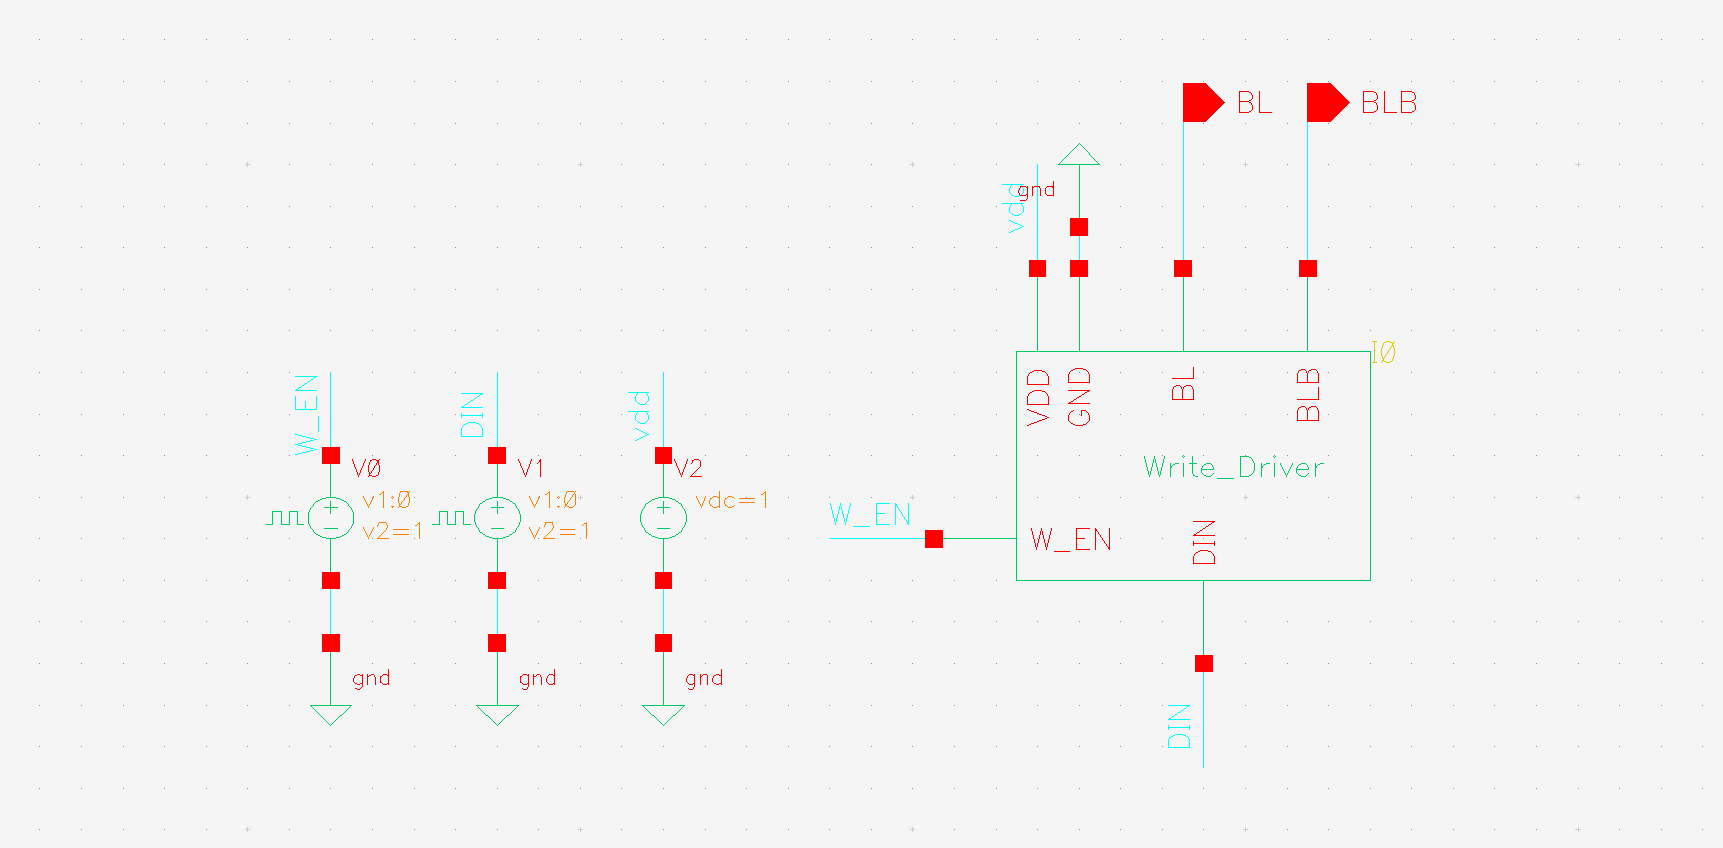 BL
BLB
vdd
gnd
I0
VDD
GND
BL
BLB
Write_Driver
W_EN
W_EN
DIN
DIN
W_EN
V0
v1:0
v2=1
gnd
DIN
V1
v1:0
v2=1
gnd
vdd
V2
vdc=1
gnd